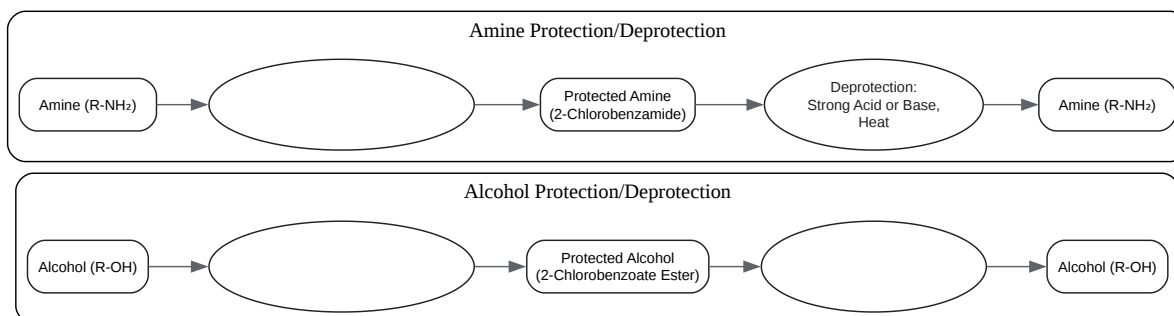 Amine Protection/Deprotection
Amine (R-NH₂)
Protected Amine
(2-Chlorobenzamide)
Deprotection:
Strong Acid or Base,
Heat
Amine (R-NH₂)
Alcohol Protection/Deprotection
Alcohol (R-OH)
Protected Alcohol
(2-Chlorobenzoate Ester)
Alcohol (R-OH)